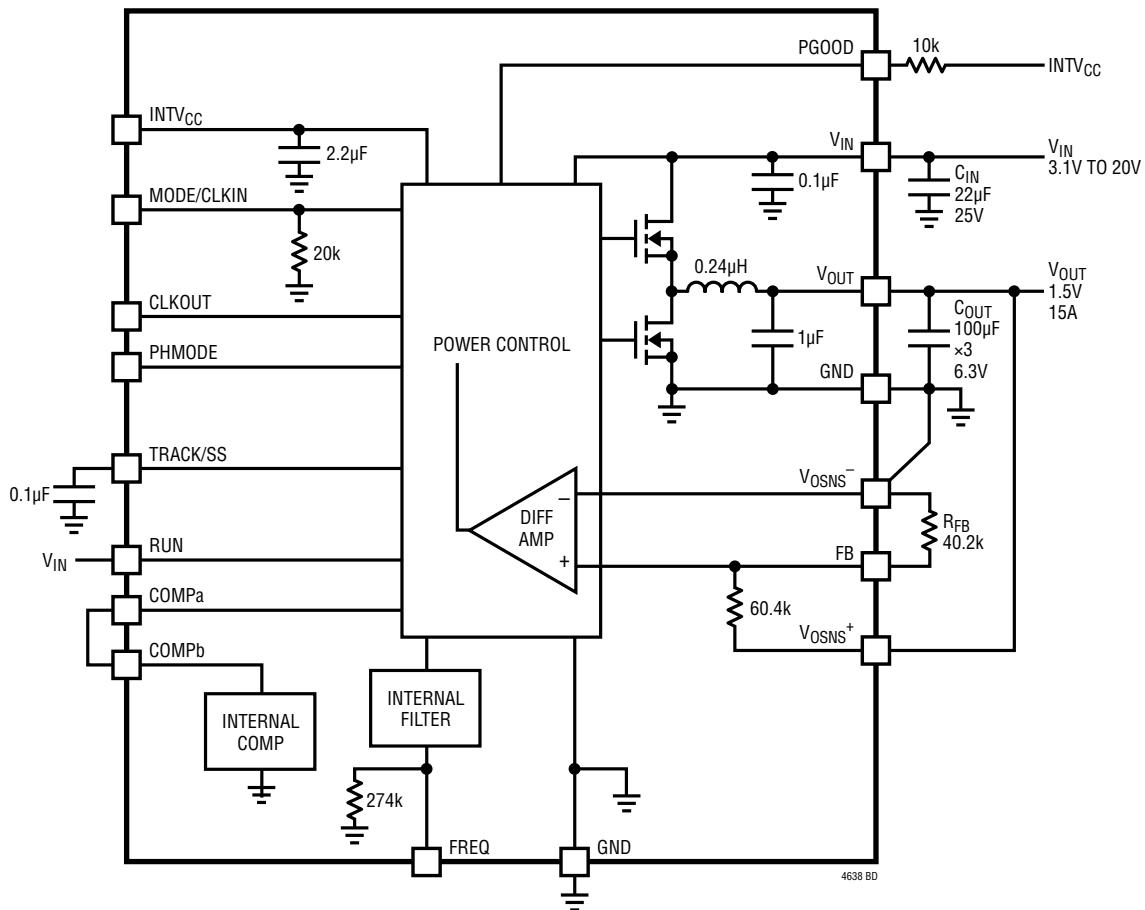 PGOOD
10k
INTVCC
INTVCC
2.2µF
VIN
VIN
3.1V TO 20V
0.1µF
CIN
22µF
25V
MODE/CLKIN
20k
0.24µH
VOUT
VOUT
1.5V
15A
CLKOUT
COUT
100µF
×3
6.3V
POWER CONTROL
1µF
PHMODE
GND
TRACK/SS
0.1µF
VOSNS–
–
DIFF
AMP
+
RFB
40.2k
RUN
VIN
FB
COMPa
60.4k
COMPb
VOSNS+
INTERNAL
FILTER
INTERNAL
COMP
274k
FREQ
GND
4638 BD